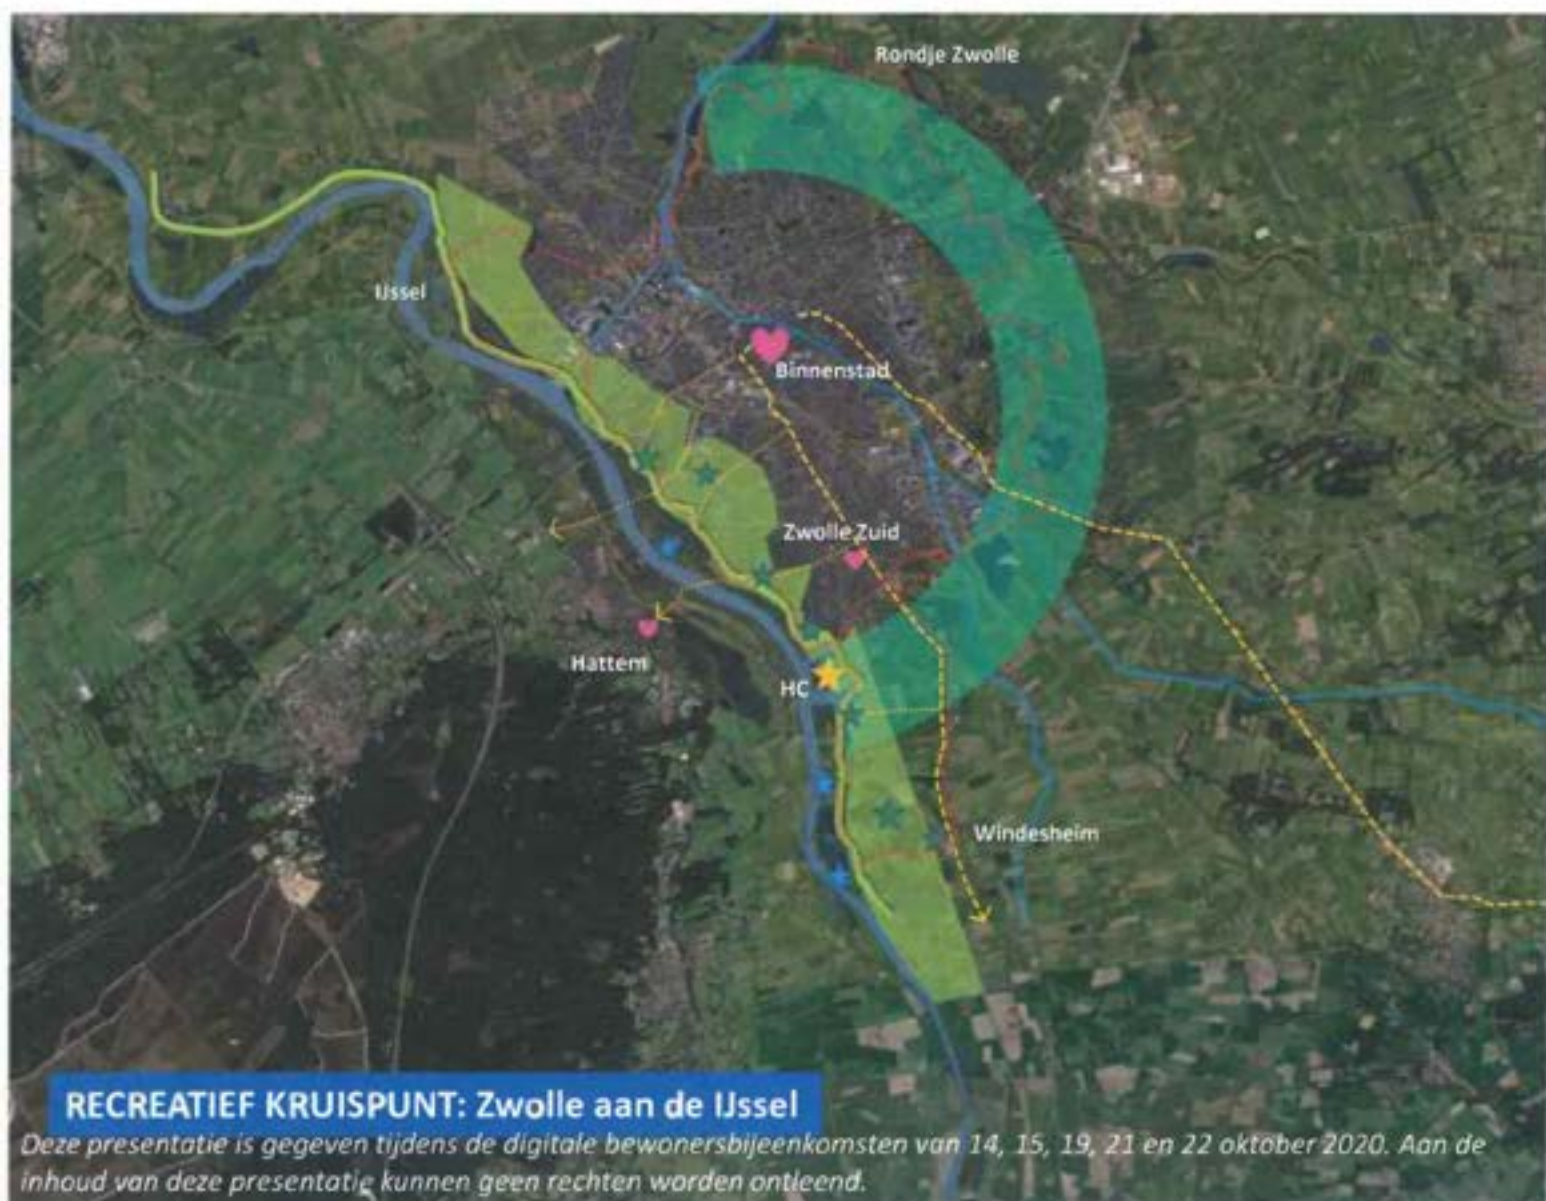 Rondje Zwolle
IJssel
Binnenstad
Zwolle Zuid
Hattem
HC
Windesheim
RECREATIEF KRUISPUNT: Zwolle aan de IJssel
Deze presentatie is gegeven tijdens de digitale bewonersbijeenkomsten van 14, 15, 19, 21 en 22 oktober 2020. Aan de
inhoud van deze presentatie kunnen geen rechten worden ontleend.